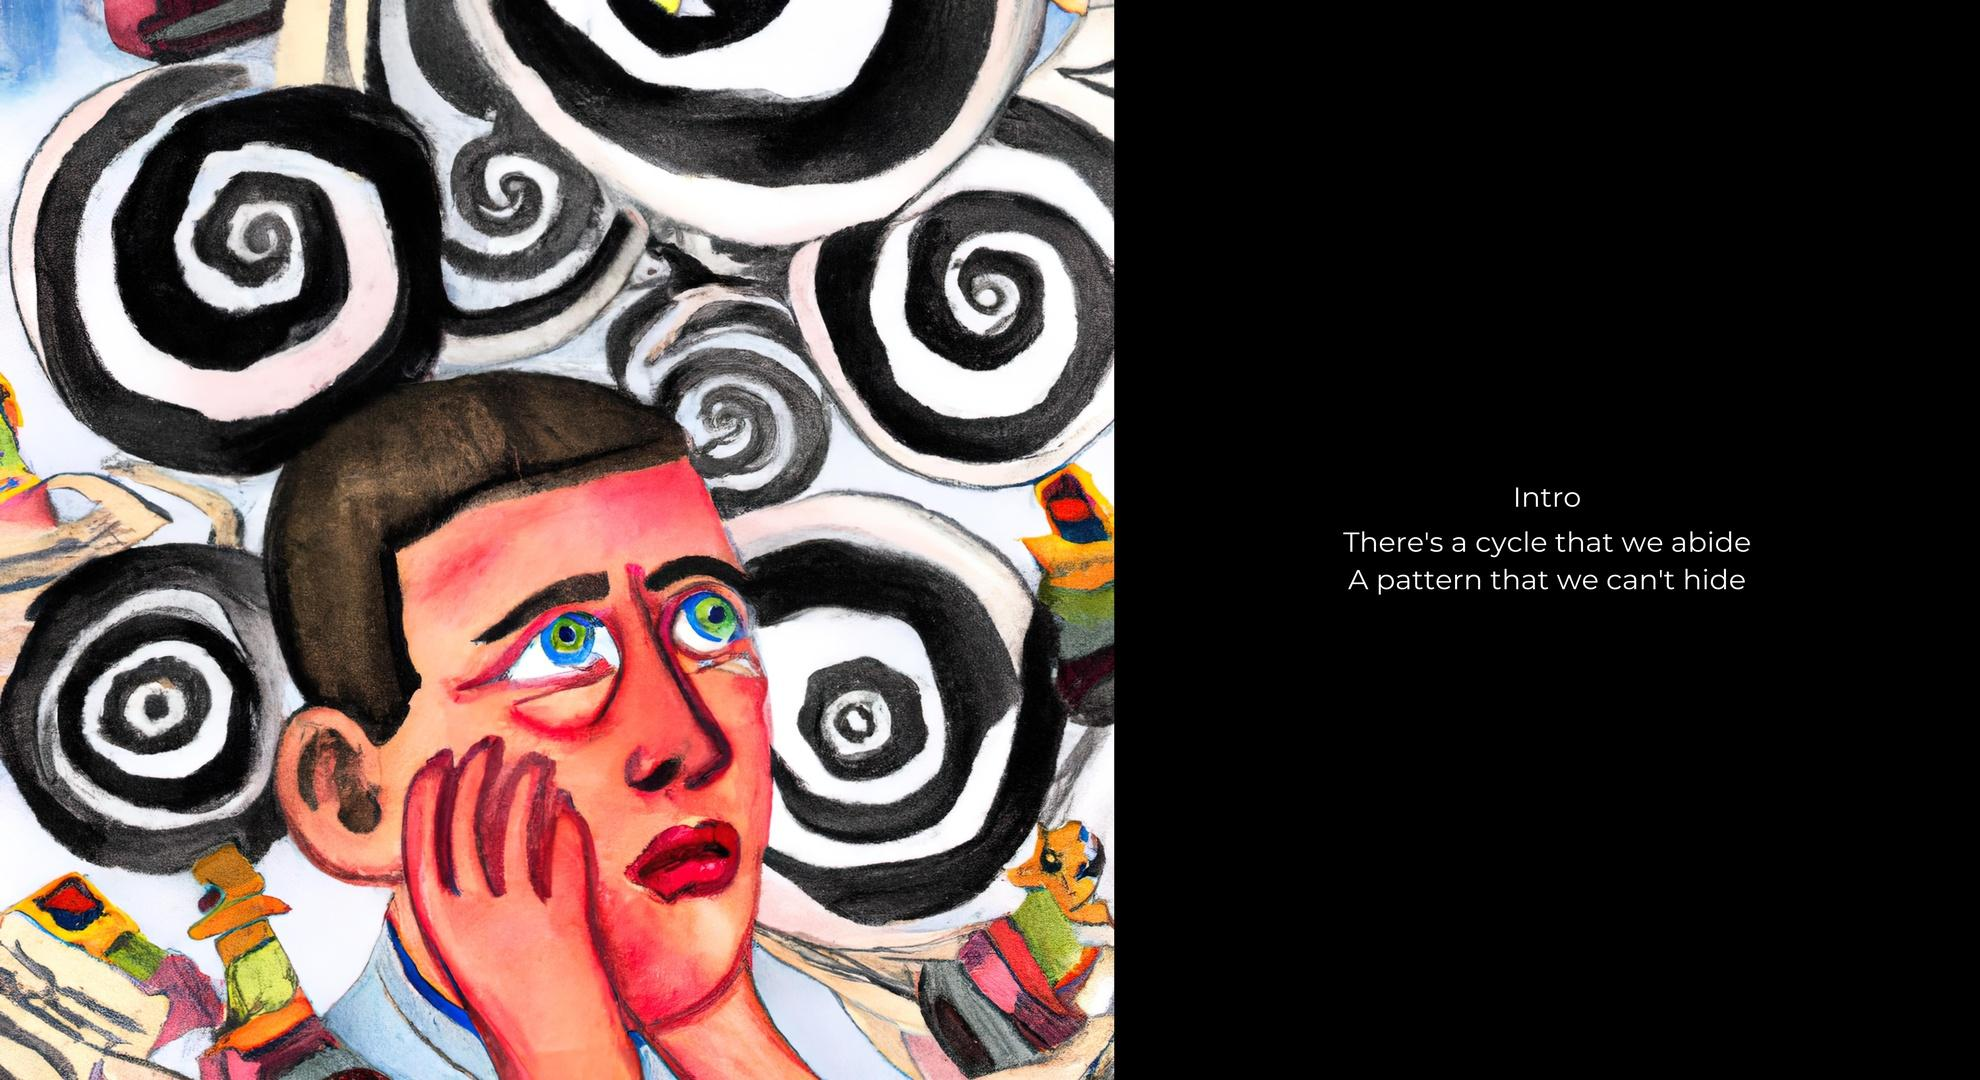 Intro
There's a cycle that we abide
A pattern that we can't hide